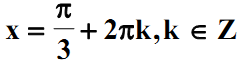 x = π/3 + 2πk, k ∈ Z